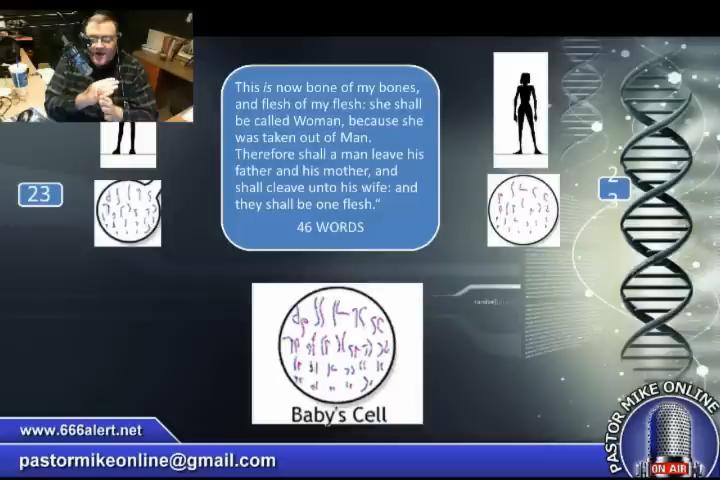 This is now bone of my bones,
and flesh of my flesh: she shall
be called Woman, because she
was taken out of Man.
Therefore shall a man leave his
father and his mother, and
shall cleave unto his wife: and
they shall be one flesh.“
46 WORDS
23
2
3
Baby's Cell
www.666alert.net
pastormikeonline@gmail.com
PASTOR MIKE ONLINE
ON AIR